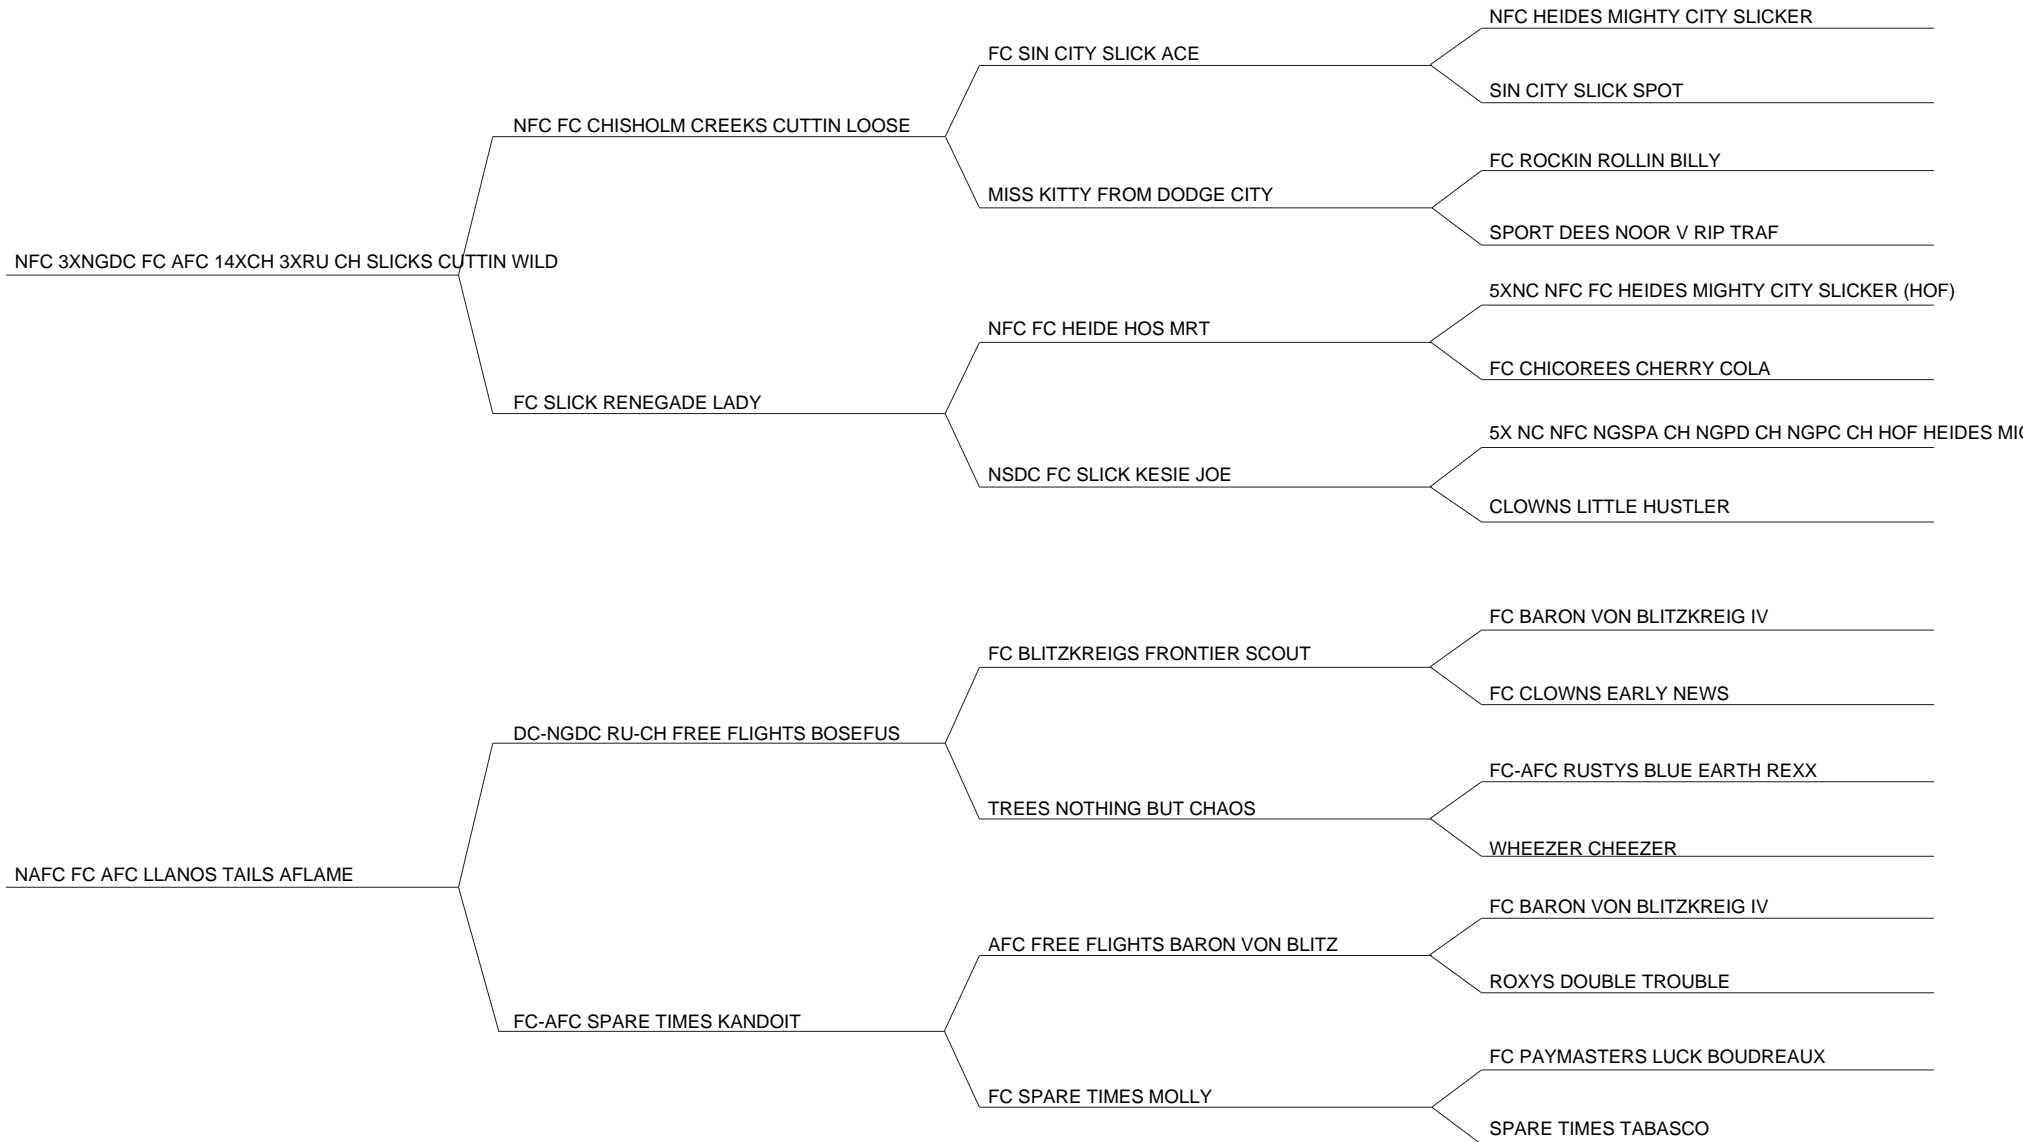 NFC HEIDES MIGHTY CITY SLICKER
FC SIN CITY SLICK ACE
SIN CITY SLICK SPOT
NFC FC CHISHOLM CREEKS CUTTIN LOOSE
FC ROCKIN ROLLIN BILLY
MISS KITTY FROM DODGE CITY
SPORT DEES NOOR V RIP TRAF
NFC 3XNGDC FC AFC 14XCH 3XRU CH SLICKS CUTTIN WILD
5XNC NFC FC HEIDES MIGHTY CITY SLICKER (HOF)
NFC FC HEIDE HOS MRT
FC CHICOREES CHERRY COLA
FC SLICK RENEGADE LADY
5X NC NFC NGSPA CH NGPD CH NGPC CH HOF HEIDES
NSDC FC SLICK KESIE JOE
CLOWNS LITTLE HUSTLER
FC BARON VON BLITZKREIG IV
FC BLITZKREIGS FRONTIER SCOUT
FC CLOWNS EARLY NEWS
DC-NGDC RU-CH FREE FLIGHTS BOSEFUS
FC-AFC RUSTYS BLUE EARTH REXX
TREES NOTHING BUT CHAOS
WHEEZER CHEEZER
NAFC FC AFC LLANOS TAILS AFLAME
FC BARON VON BLITZKREIG IV
AFC FREE FLIGHTS BARON VON BLITZ
ROXYS DOUBLE TROUBLE
FC-AFC SPARE TIMES KANDOIT
FC PAYMASTERS LUCK BOUDREAUX
FC SPARE TIMES MOLLY
SPARE TIMES TABASCO